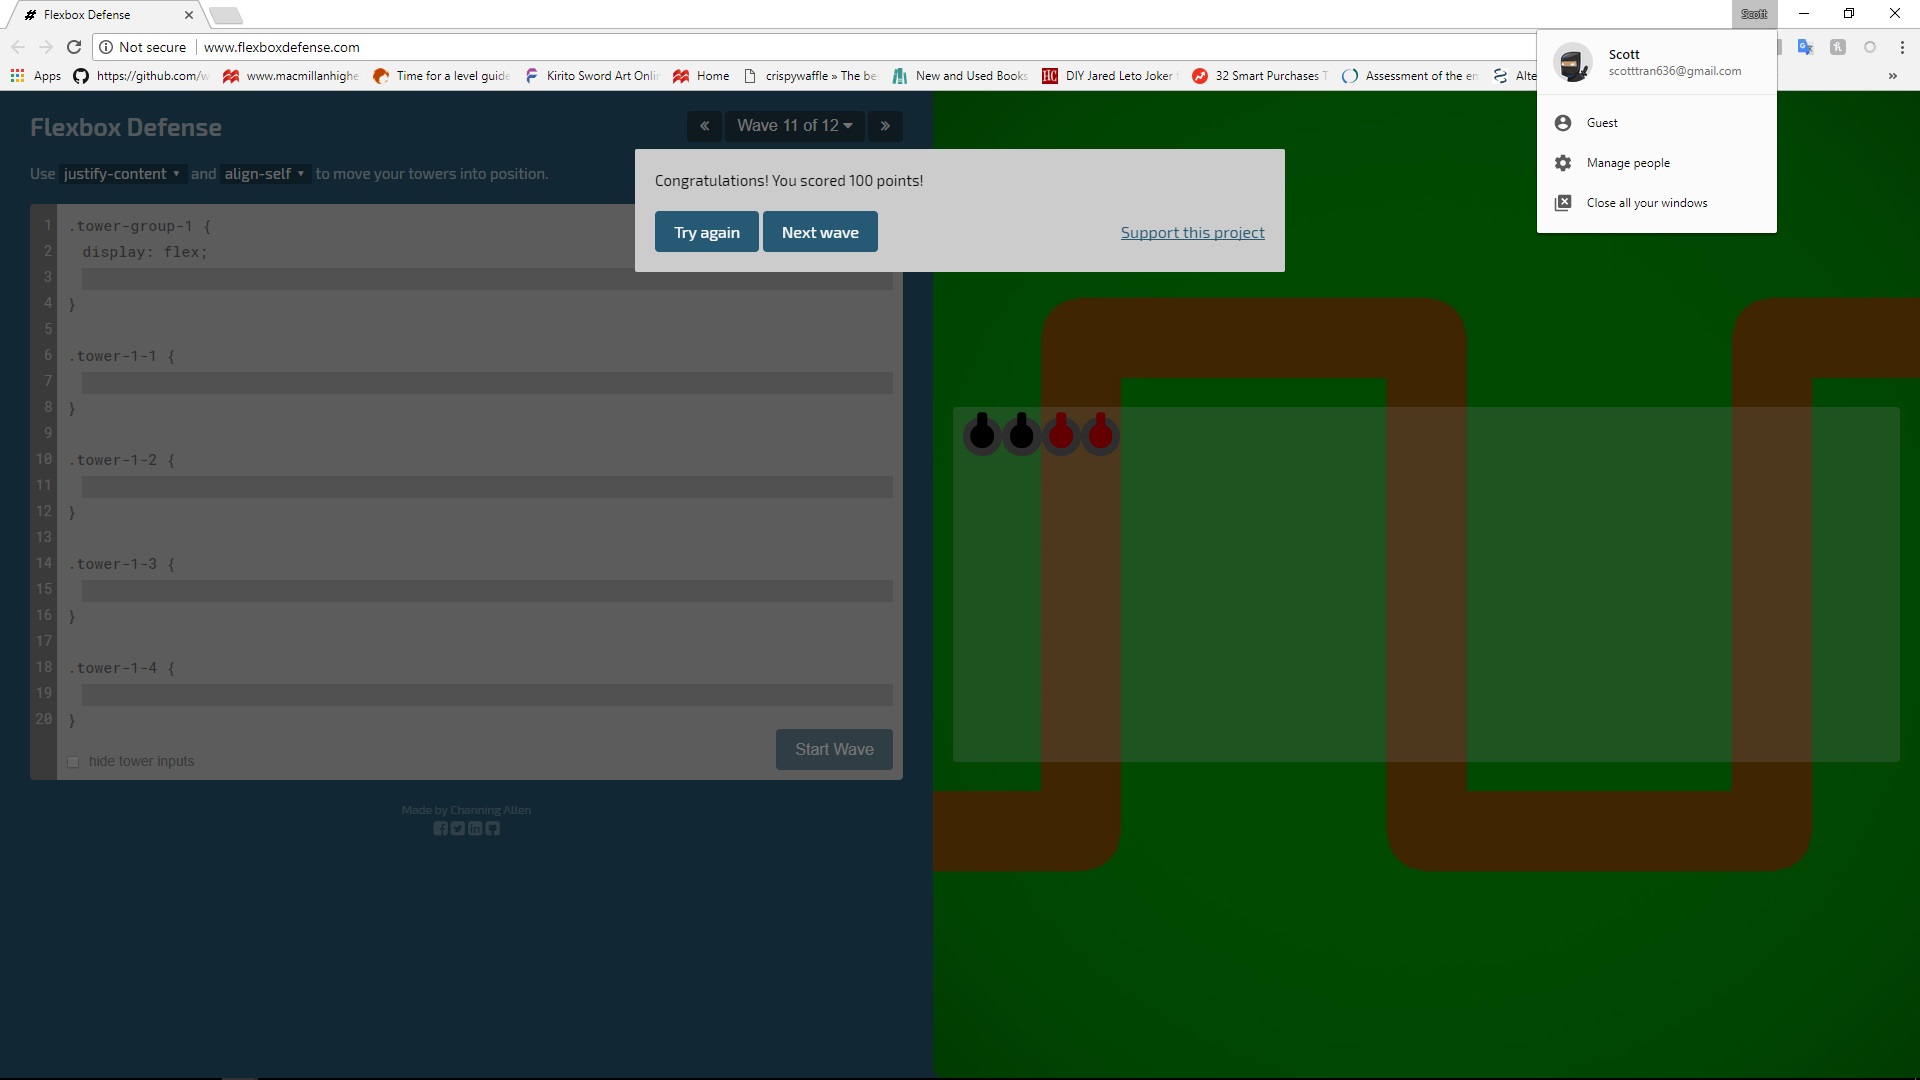 Flexbox Defense
Scott
Not secure
www.flexboxdefense.com
Apps
https://github.com/w
www.macmillanhighe
Time for a level guide
Kirito Sword Art Onli
Home
crispywaffle » The be
New and Used Books
DIY Jared Leto Joker
32 Smart Purchases T
Assessment of the en
Alte
»
Scott
scotttran636@gmail.com
Guest
Manage people
Close all your windows
Flexbox Defense
« Wave 11 of 12 »
Use justify-content ▾ and align-self ▾ to move your towers into position.
Congratulations! You scored 100 points!
Try again
Next wave
Support this project
1 .tower-group-1 {
2 display: flex;
3
4 }
5
6 .tower-1-1 {
7
8 }
9
10 .tower-1-2 {
11
12 }
13
14 .tower-1-3 {
15
16 }
17
18 .tower-1-4 {
19
20 }
hide tower inputs
Start Wave
Made by Channing Allen